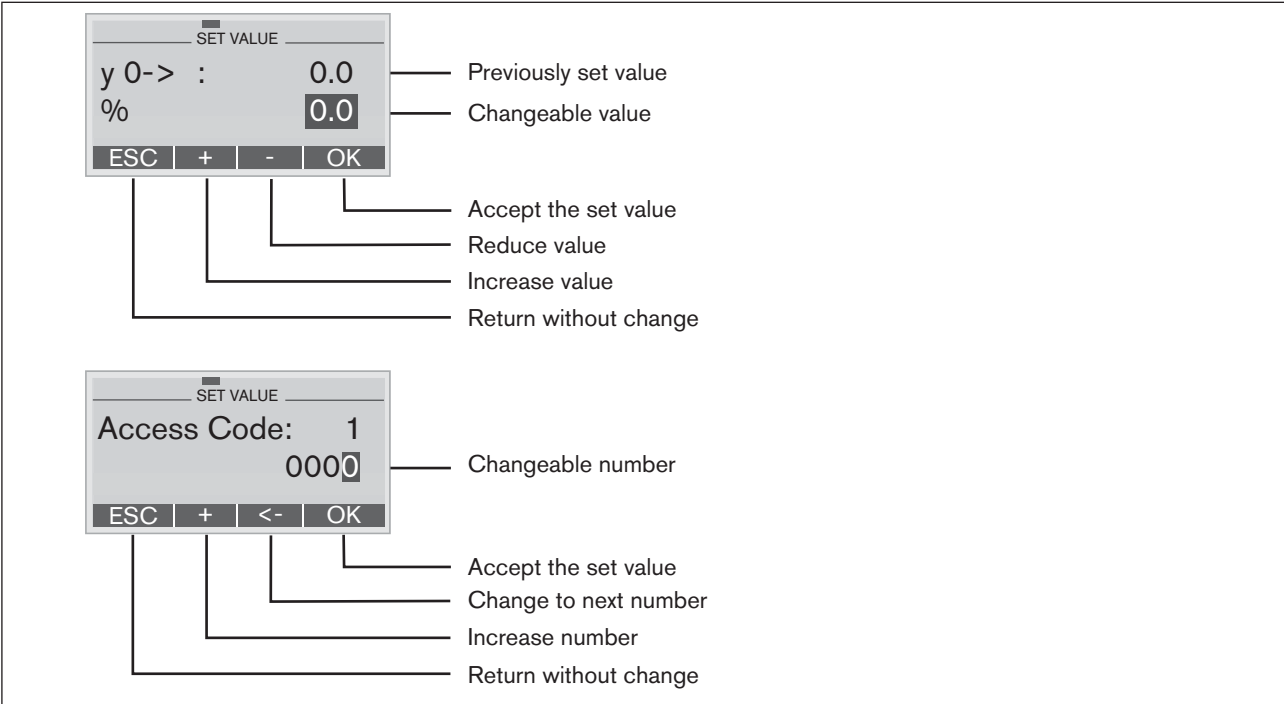 SET VALUE
y 0-> : 0.0 Previously set value
% 0.0 Changeable value
ESC + - OK
Accept the set value
Reduce value
Increase value
Return without change
SET VALUE
Access Code: 1
0000 Changeable number
ESC + <- OK
Accept the set value
Change to next number
Increase number
Return without change